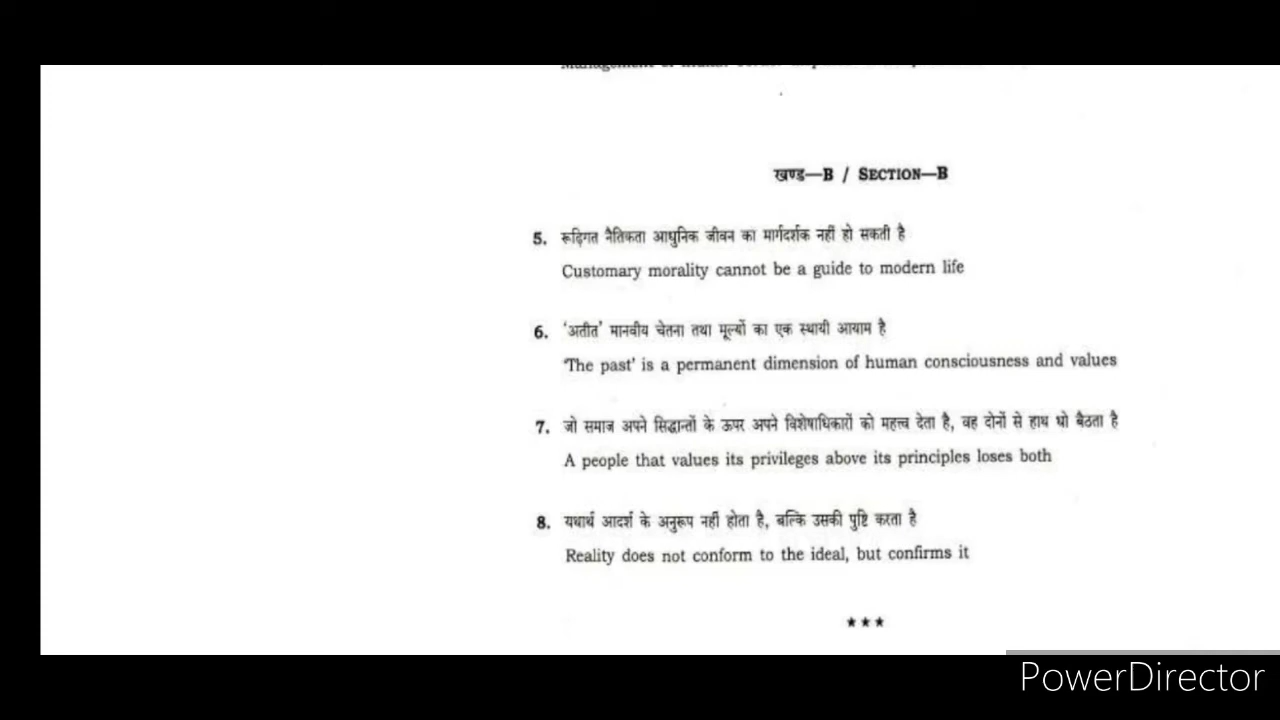 खण्ड—B / SECTION—B
5. रूढ़िगत नैतिकता आधुनिक जीवन का मार्गदर्शक नहीं हो सकती है
Customary morality cannot be a guide to modern life
6. 'अतीत' मानवीय चेतना तथा मूल्यों का एक स्थायी आयाम है
'The past' is a permanent dimension of human consciousness and values
7. जो समाज अपने सिद्धान्तों के ऊपर अपने विशेषाधिकारों को महत्त्व देता है, वह दोनों से हाथ धो बैठता है
A people that values its privileges above its principles loses both
8. यथार्थ आदर्श के अनुरूप नहीं होता है, बल्कि उसकी पुष्टि करता है
Reality does not conform to the ideal, but confirms it
★★★
PowerDirector